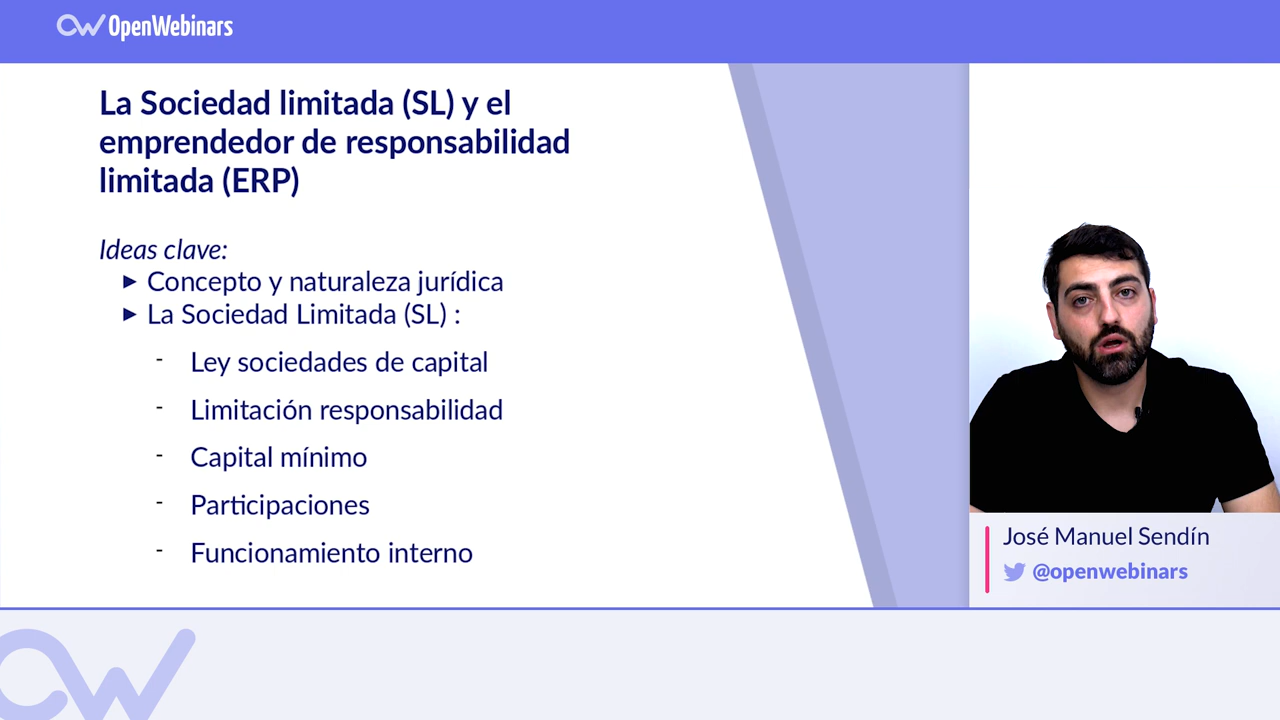 OpenWebinars
La Sociedad limitada (SL) y el
emprendedor de responsabilidad
limitada (ERP)
Ideas clave:
► Concepto y naturaleza jurídica
► La Sociedad Limitada (SL) :
- Ley sociedades de capital
- Limitación responsabilidad
- Capital mínimo
- Participaciones
- Funcionamiento interno
José Manuel Sendín
@openwebinars